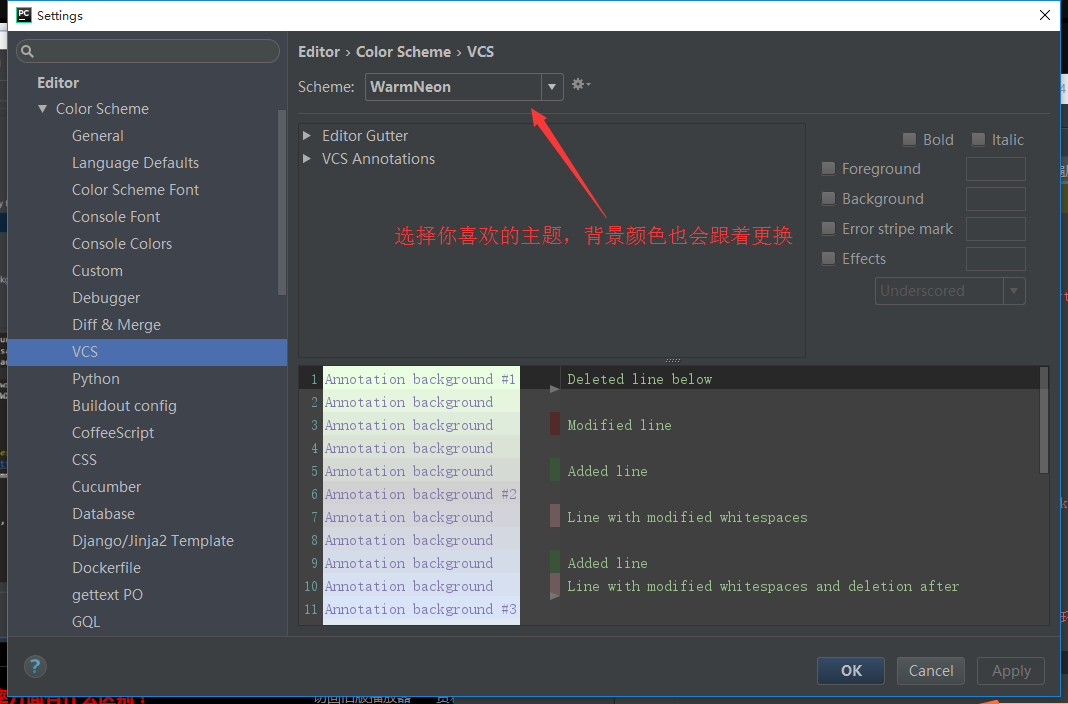 PC Settings
Editor
Color Scheme
General
Language Defaults
Color Scheme Font
Console Font
Console Colors
Custom
Debugger
Diff & Merge
VCS
Python
Buildout config
CoffeeScript
CSS
Cucumber
Database
Django/Jinja2 Template
Dockerfile
gettext PO
GQL
Editor › Color Scheme › VCS
Scheme: WarmNeon
Editor Gutter
VCS Annotations
选择你喜欢的主题，背景颜色也会跟着更换
Bold Italic
Foreground
Background
Error stripe mark
Effects
Underscored
1 Annotation background #1 Deleted line below
2 Annotation background
3 Annotation background Modified line
4 Annotation background
5 Annotation background Added line
6 Annotation background #2
7 Annotation background Line with modified whitespaces
8 Annotation background
9 Annotation background Added line
10 Annotation background Line with modified whitespaces and deletion after
11 Annotation background #3
? OK Cancel Apply